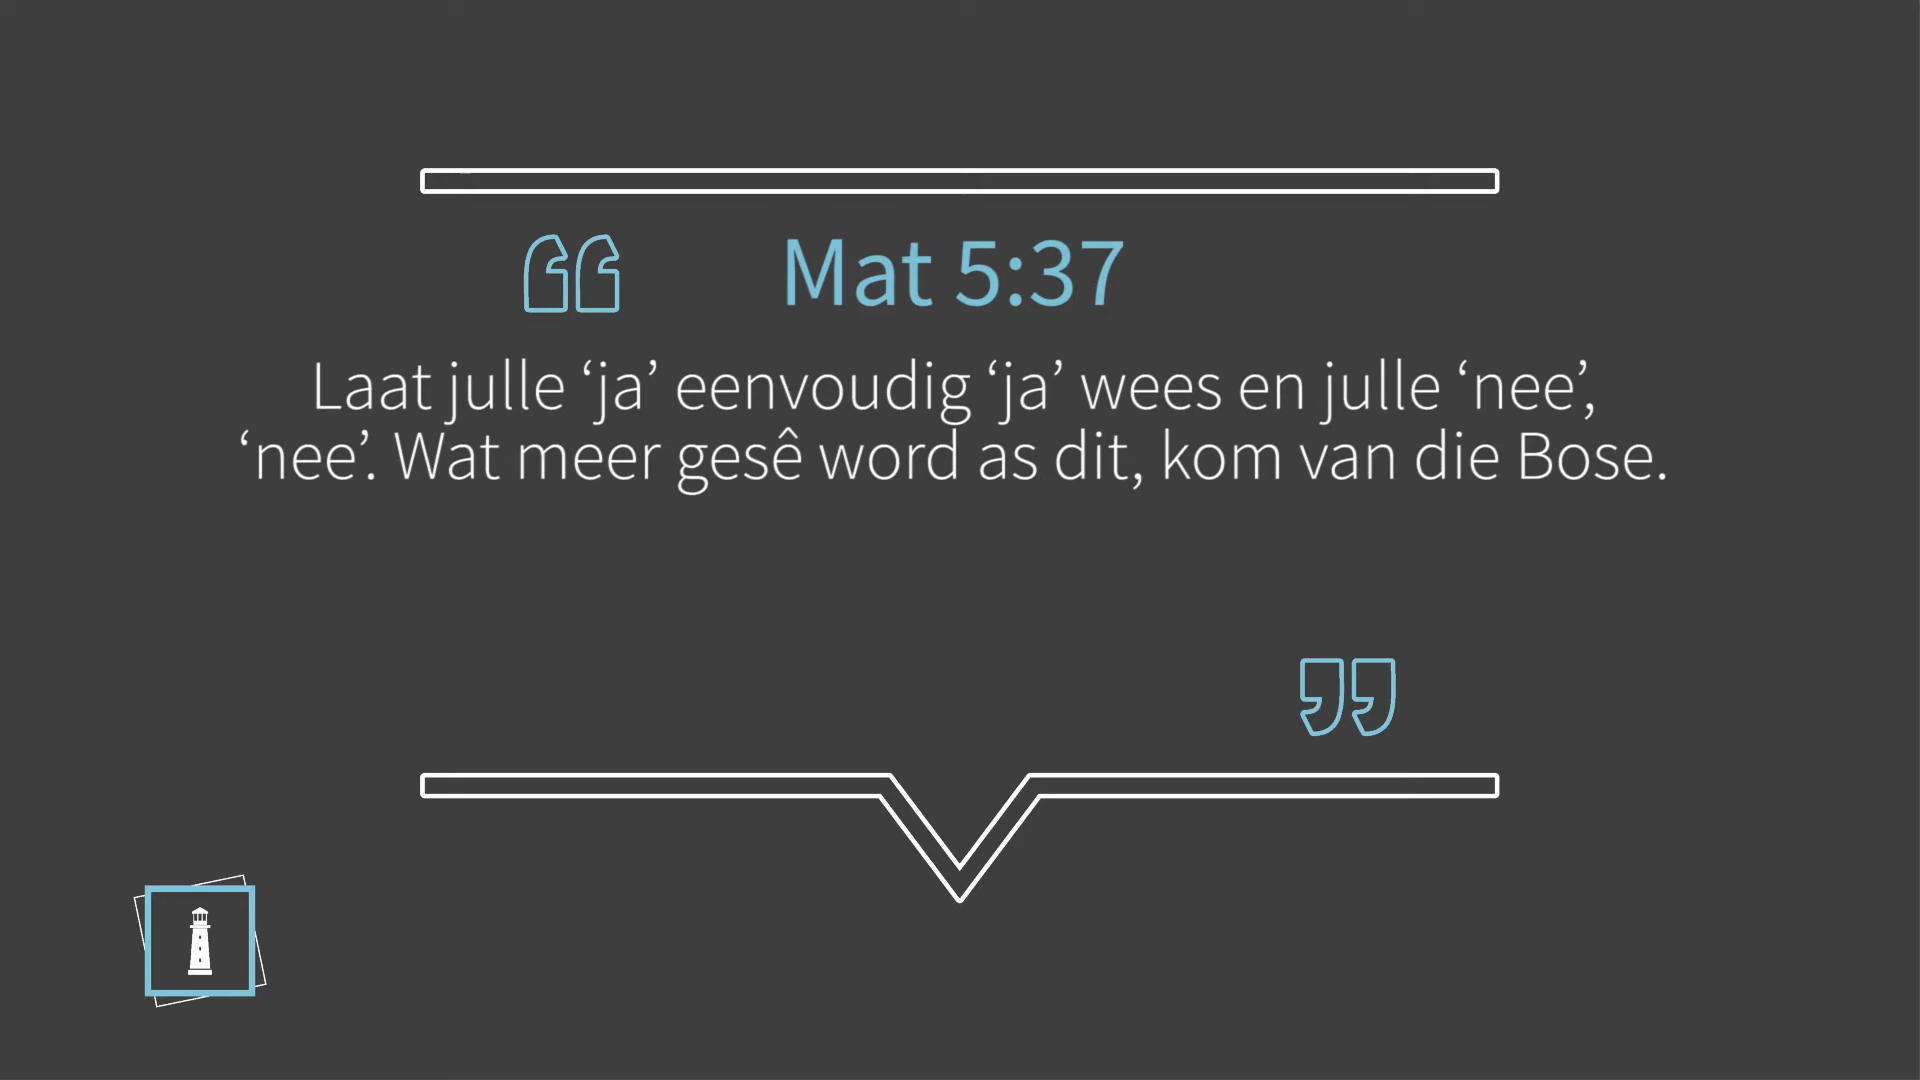 Mat 5:37
Laat julle ‘ja’ eenvoudig ‘ja’ wees en julle ‘nee’,
‘nee’. Wat meer gesê word as dit, kom van die Bose.